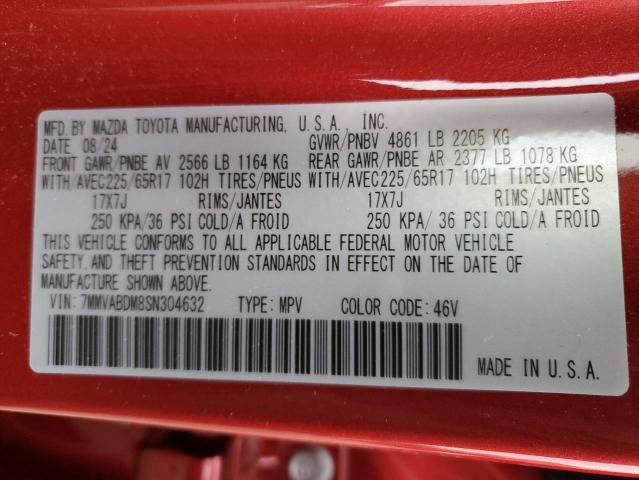 MFD. BY MAZDA TOYOTA MANUFACTURING, U.S.A., INC.
DATE 08/24 GVWR/PNBV 4861 LB 2205 KG
FRONT GAWR/PNBE AV 2566 LB 1164 KG REAR GAWR/PNBE AR 2377 LB 1078 KG
WITH/AVEC225/65R17 102H TIRES/PNEUS WITH/AVEC225/65R17 102H TIRES/PNEUS
17X7J RIMS/JANTES 17X7J RIMS/JANTES
250 KPA/36 PSI COLD/A FROID 250 KPA/ 36 PSI COLD/A FROID
THIS VEHICLE CONFORMS TO ALL APPLICABLE FEDERAL MOTOR VEHICLE
SAFETY, AND THEFT PREVENTION STANDARDS IN EFFECT ON THE DATE OF
MANUFACTURE SHOWN ABOVE.
VIN: 7MMVABDM8SN304632 TYPE: MPV COLOR CODE: 46V
MADE IN U.S.A.